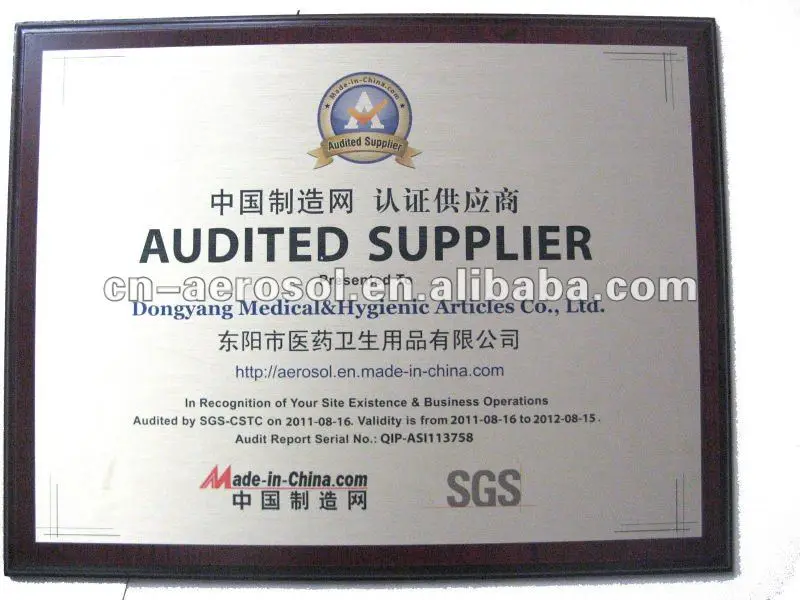 Made-in-China.com
A
Audited Supplier
中国制造网 认证供应商
AUDITED SUPPLIER
Presented To
cn-aerosol.en.alibaba.com
Dongyang Medical&Hygienic Articles Co., Ltd.
东阳市医药卫生用品有限公司
http://aerosol.en.made-in-china.com
In Recognition of Your Site Existence & Business Operations
Audited by SGS-CSTC on 2011-08-16. Validity is from 2011-08-16 to 2012-08-15.
Audit Report Serial No.: QIP-ASI113758
Made-in-China.com
中国制造网
SGS